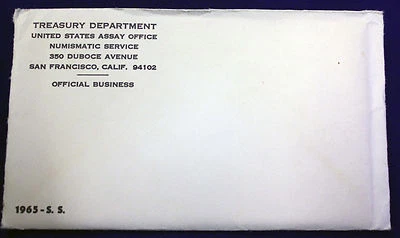 TREASURY DEPARTMENT
UNITED STATES ASSAY OFFICE
NUMISMATIC SERVICE
350 DUBOCE AVENUE
SAN FRANCISCO, CALIF. 94102
OFFICIAL BUSINESS
1965-S. S.